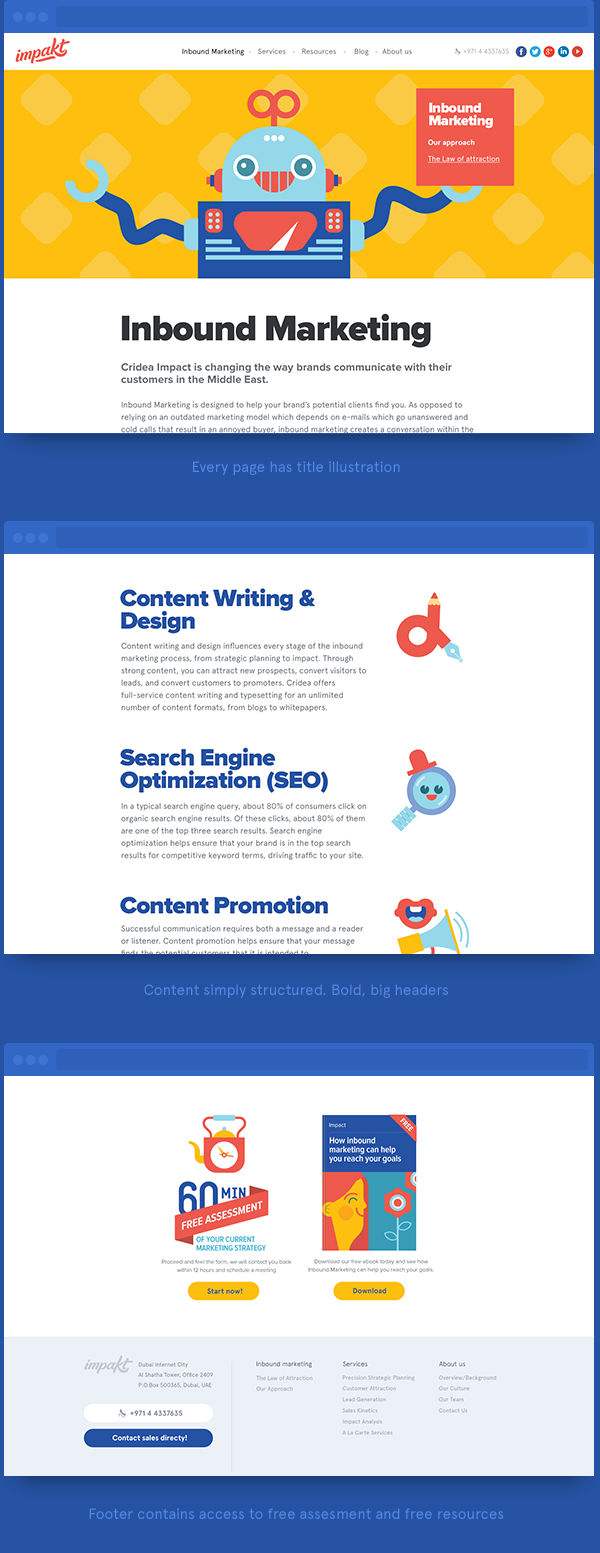 impakt
Inbound Marketing - Services - Resources - Blog - About us
+971 4 4337635
Inbound
Marketing
Our approach
The Law of attraction
Inbound Marketing
Cridea Impact is changing the way brands communicate with their
customers in the Middle East.
Inbound Marketing is designed to help your brand's potential clients find you. As opposed to
relying on an outdated marketing model which depends on e-mails which go unanswered and
cold calls that result in an annoyed buyer, inbound marketing creates a conversation within the
Every page has title illustration
Content Writing &
Design
Content writing and design influences every stage of the inbound
marketing process, from strategic planning to impact. Through
strong content, you can attract new prospects, convert visitors to
leads, and convert customers to promoters. Cridea offers
full-service content writing and typesetting for an unlimited
number of content formats, from blogs to whitepapers.
Search Engine
Optimization (SEO)
In a typical search engine query, about 80% of consumers click on
organic search engine results. Of these clicks, about 80% of them
are one of the top three search results. Search engine
optimization helps ensure that your brand is in the top search
results for competitive keyword terms, driving traffic to your site.
Content Promotion
Successful communication requires both a message and a reader
or listener. Content promotion helps ensure that your message
finds the potential customers that it is intended to
Content simply structured. Bold, big headers
60 MIN
FREE ASSESSMENT
OF YOUR CURRENT
MARKETING STRATEGY
Proceed and feel the form, we will contact you back
within 12 hours and schedule a meeting
Start now!
Impact
FREE
How inbound
marketing can help
you reach your goals
Download our free ebook today and see how
Inbound Marketing can help you reach your goals.
Download
impakt
Dubai Internet City
Al Shatha Tower, Office 2409
P.O.Box 500365, Dubai, UAE
+971 4 4337635
Contact sales directy!
Inbound marketing
The Law of Attraction
Our Approach
Services
Precision Strategic Planning
Customer Attraction
Lead Generation
Sales Kinetics
Impact Analysis
A La Carte Services
About us
Overview/Background
Our Culture
Our Team
Contact Us
Footer contains access to free assesment and free resources